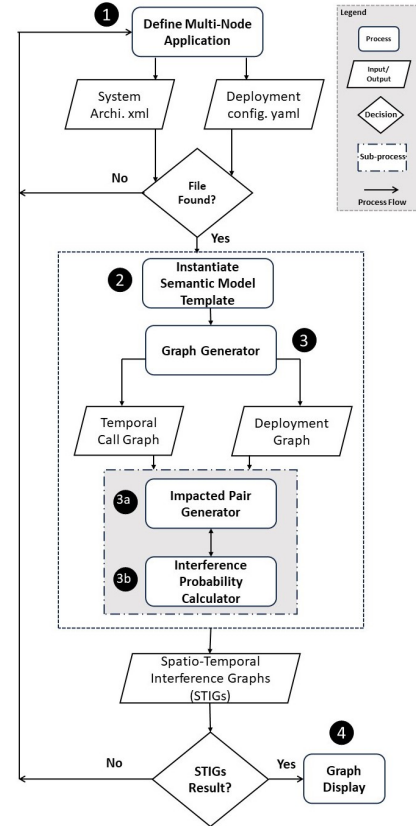 1
Define Multi-Node
Application
System
Archi. xml
Deployment
config. yaml
No
File
Found?
Yes
2
Instantiate
Semantic Model
Template
Graph Generator
3
Temporal
Call Graph
Deployment
Graph
3a
Impacted Pair
Generator
3b
Interference
Probability
Calculator
Spatio-Temporal
Interference Graphs
(STIGs)
No
STIGs
Result?
Yes
4
Graph
Display
Legend
Process
Input/
Output
Decision
Sub-process
Process Flow